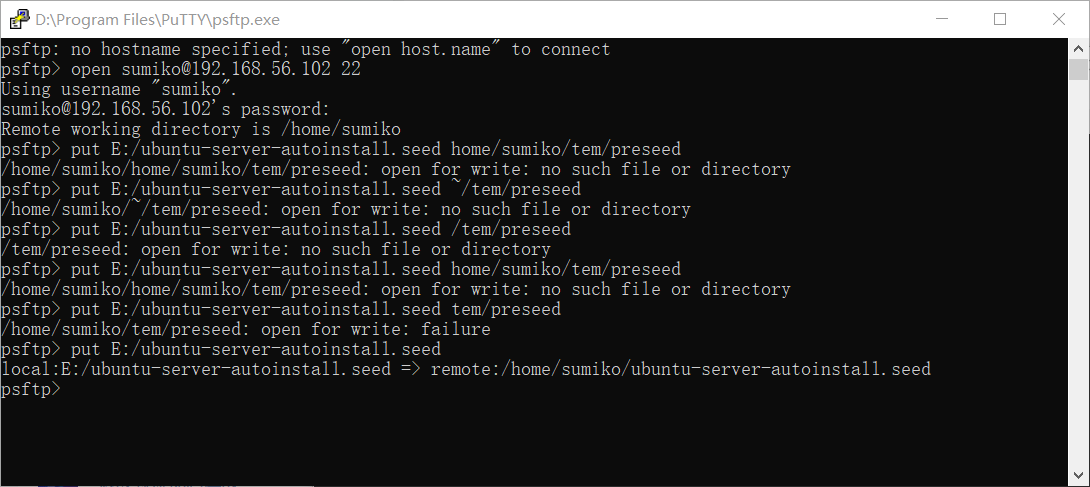 D:\Program Files\PuTTY\psftp.exe
psftp: no hostname specified; use "open host.name" to connect
psftp> open sumiko@192.168.56.102 22
Using username "sumiko".
sumiko@192.168.56.102's password:
Remote working directory is /home/sumiko
psftp> put E:/ubuntu-server-autoinstall.seed home/sumiko/tem/preseed
/home/sumiko/home/sumiko/tem/preseed: open for write: no such file or directory
psftp> put E:/ubuntu-server-autoinstall.seed ~/tem/preseed
/home/sumiko/~/tem/preseed: open for write: no such file or directory
psftp> put E:/ubuntu-server-autoinstall.seed /tem/preseed
/tem/preseed: open for write: no such file or directory
psftp> put E:/ubuntu-server-autoinstall.seed home/sumiko/tem/preseed
/home/sumiko/home/sumiko/tem/preseed: open for write: no such file or directory
psftp> put E:/ubuntu-server-autoinstall.seed tem/preseed
/home/sumiko/tem/preseed: open for write: failure
psftp> put E:/ubuntu-server-autoinstall.seed
local:E:/ubuntu-server-autoinstall.seed => remote:/home/sumiko/ubuntu-server-autoinstall.seed
psftp>